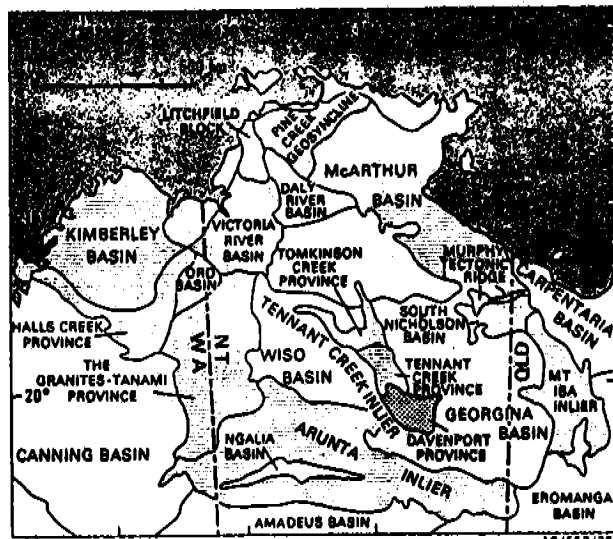 LITCHFIELD
BLOCK
PINE
CREEK
GEOSYNCLINE
McARTHUR
BASIN
DALY
RIVER
BASIN
KIMBERLEY
BASIN
VICTORIA
RIVER
BASIN
ORD
BASIN
TOMKINSON
CREEK
PROVINCE
MURPHY
TECTONIC
RIDGE
CARPENTARIA
BASIN
HALLS CREEK
PROVINCE
NT
WA
TENNANT CREEK INLIER
SOUTH
NICHOLSON
BASIN
QLD
THE
GRANITES-TANAMI
PROVINCE
WISO
BASIN
TENNANT
CREEK
PROVINCE
MT
ISA
INLIER
20°
GEORGINA
BASIN
DAVENPORT
PROVINCE
CANNING BASIN
NGALIA
BASIN
ARUNTA
INLIER
EROMANGA
BASIN
AMADEUS BASIN